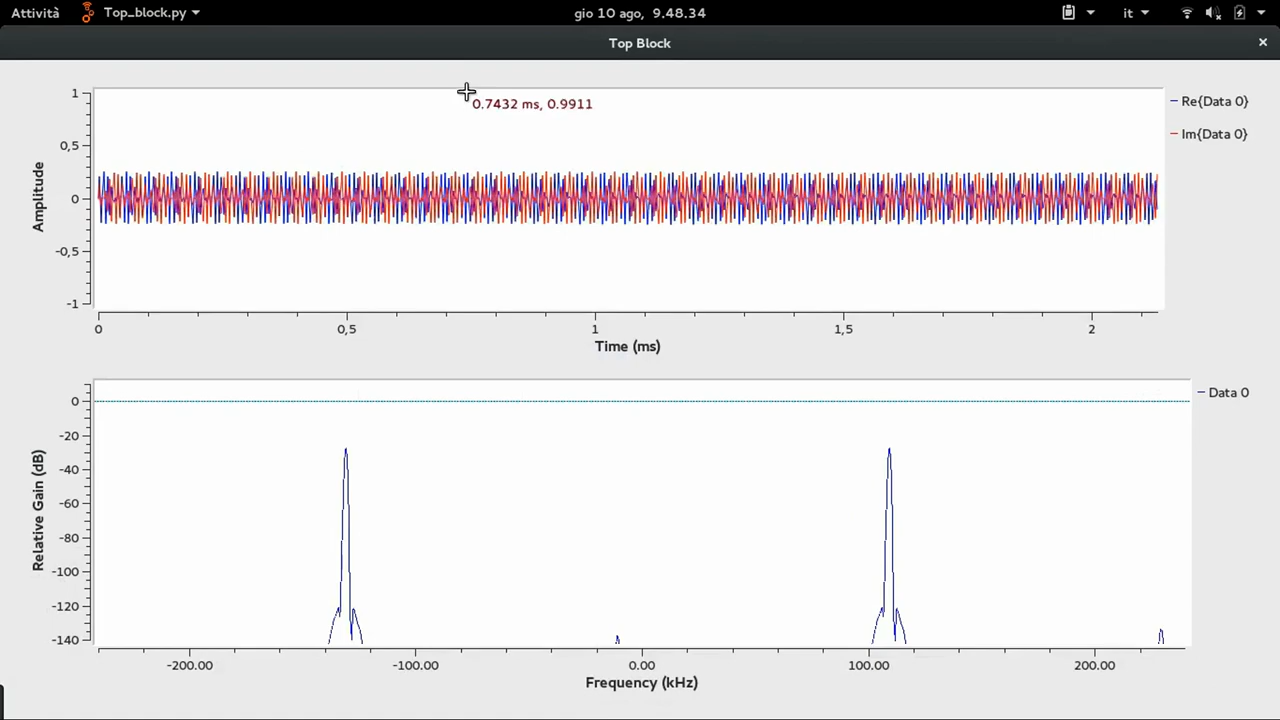 Attività Top_block.py gio 10 ago, 9.48.34 it
Top Block
0.7432 ms, 0.9911
1
0,5
0
-0,5
-1
Amplitude
0 0,5 1 1,5 2
Time (ms)
Re{Data 0}
Im{Data 0}
0
-20
-40
-60
-80
-100
-120
-140
Relative Gain (dB)
-200.00 -100.00 0.00 100.00 200.00
Frequency (kHz)
Data 0